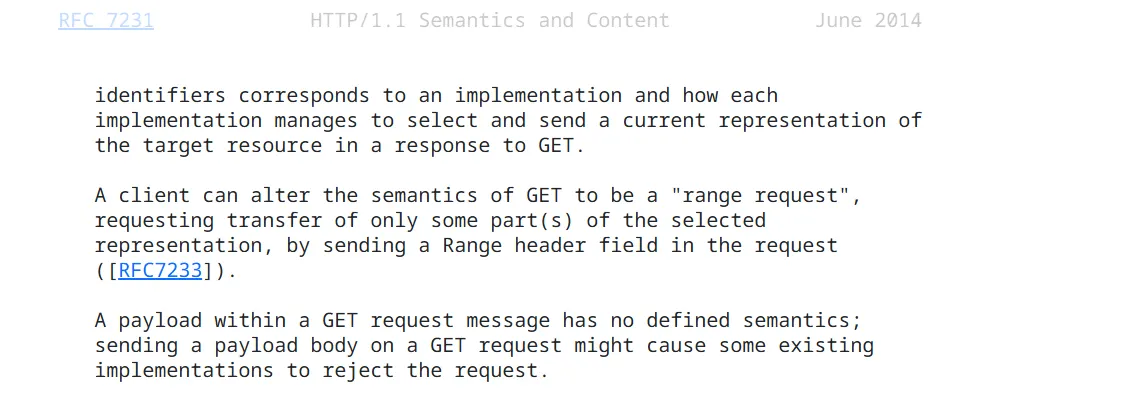 RFC 7231 HTTP/1.1 Semantics and Content June 2014
identifiers corresponds to an implementation and how each
implementation manages to select and send a current representation of
the target resource in a response to GET.
A client can alter the semantics of GET to be a "range request",
requesting transfer of only some part(s) of the selected
representation, by sending a Range header field in the request
([RFC7233]).
A payload within a GET request message has no defined semantics;
sending a payload body on a GET request might cause some existing
implementations to reject the request.